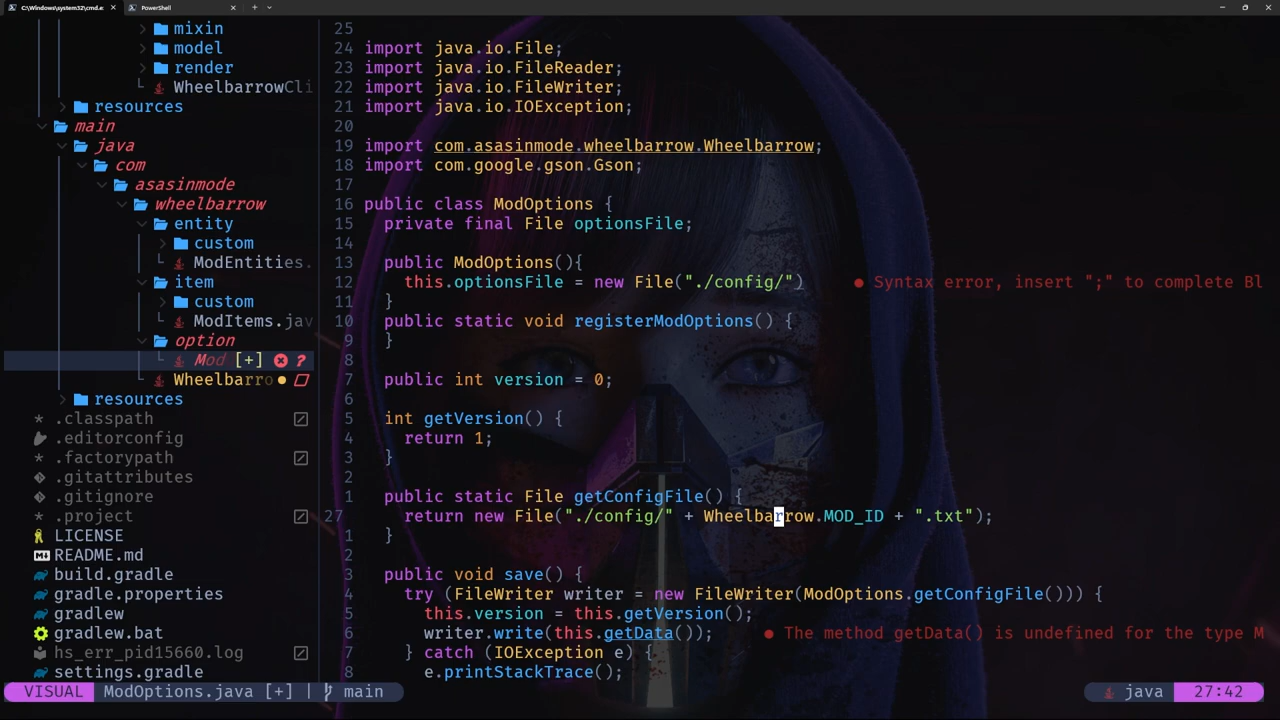 C:\Windows\system32\cmd.e
PowerShell
mixin
model
render
WheelbarrowCli
resources
main
java
com
asasinmode
wheelbarrow
entity
custom
ModEntities.
item
custom
ModItems.jav
option
Mod [+] ?
Wheelbarro
resources
.classpath
.editorconfig
.factorypath
.gitattributes
.gitignore
.project
LICENSE
README.md
build.gradle
gradle.properties
gradlew
gradlew.bat
hs_err_pid15660.log
settings.gradle
25
24 import java.io.File;
23 import java.io.FileReader;
22 import java.io.FileWriter;
21 import java.io.IOException;
20
19 import com.asasinmode.wheelbarrow.Wheelbarrow;
18 import com.google.gson.Gson;
17
16 public class ModOptions {
15 private final File optionsFile;
14
13 public ModOptions(){
12 this.optionsFile = new File("./config/") ● Syntax error, insert ";" to complete Bl
11 }
10 public static void registerModOptions() {
9 }
8
7 public int version = 0;
6
5 int getVersion() {
4 return 1;
3 }
2
1 public static File getConfigFile() {
27 return new File("./config/" + Wheelbarrow.MOD_ID + ".txt");
1 }
2
3 public void save() {
4 try (FileWriter writer = new FileWriter(ModOptions.getConfigFile())) {
5 this.version = this.getVersion();
6 writer.write(this.getData()); ● The method getData() is undefined for the type M
7 } catch (IOException e) {
8 e.printStackTrace();
VISUAL ModOptions.java [+] | main java 27:42